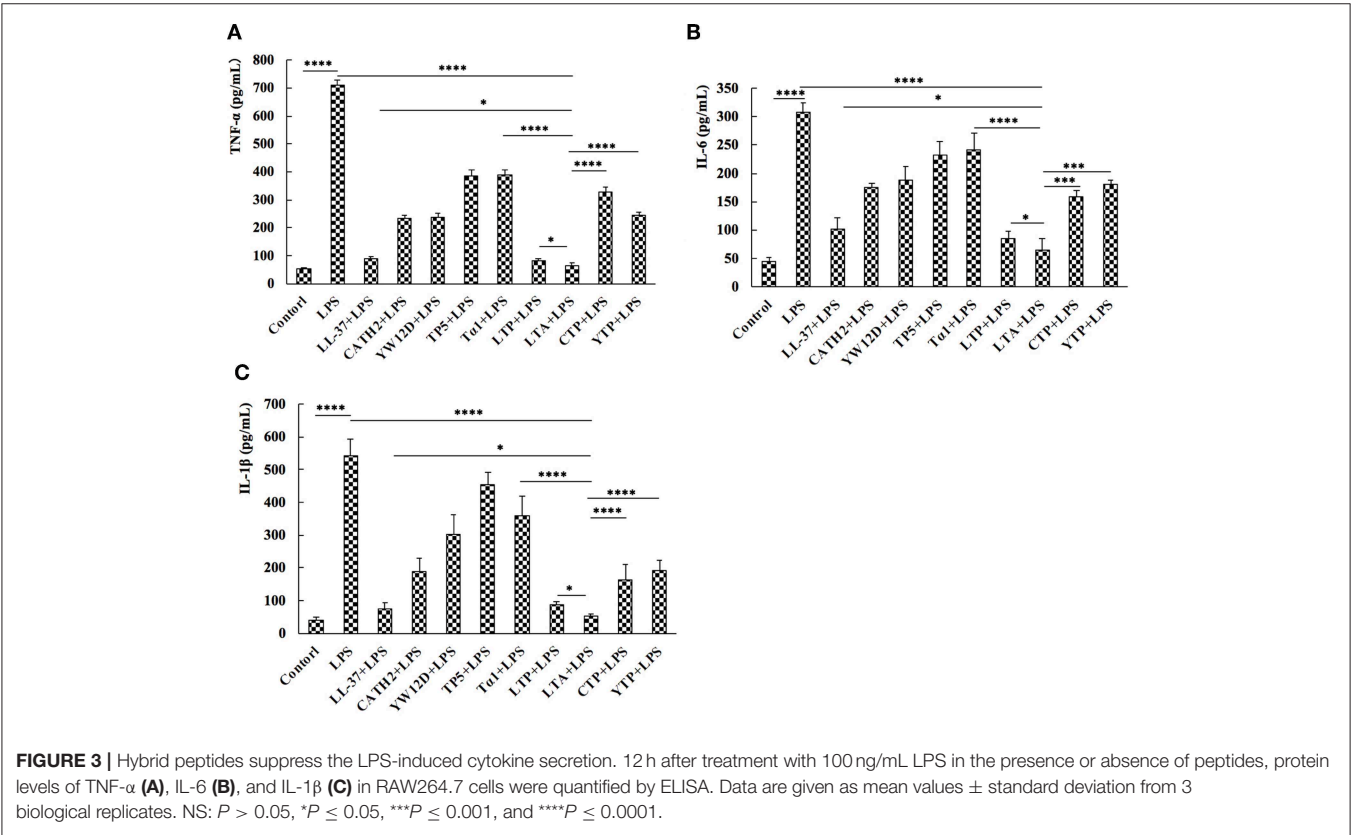 A
TNF-α (pg/mL)
800
700
600
500
400
300
200
100
0
****
****
*
****
****
****
*
Contorl
LPS
LL-37+LPS
CATH2+LPS
YW12D+LPS
TP5+LPS
Tα1+LPS
LTP+LPS
LTA+LPS
CTP+LPS
YTP+LPS
B
IL-6 (pg/mL)
350
300
250
200
150
100
50
0
****
****
*
****
***
***
*
Control
LPS
LL-37+LPS
CATH2+LPS
YW12D+LPS
TP5+LPS
Tα1+LPS
LTP+LPS
LTA+LPS
CTP+LPS
YTP+LPS
C
IL-1β (pg/mL)
700
600
500
400
300
200
100
0
****
****
*
****
****
****
*
Contorl
LPS
LL-37+LPS
CATH2+LPS
YW12D+LPS
TP5+LPS
Tα1+LPS
LTP+LPS
LTA+LPS
CTP+LPS
YTP+LPS
FIGURE 3 | Hybrid peptides suppress the LPS-induced cytokine secretion. 12 h after treatment with 100 ng/mL LPS in the presence or absence of peptides, protein
levels of TNF-α (A), IL-6 (B), and IL-1β (C) in RAW264.7 cells were quantified by ELISA. Data are given as mean values ± standard deviation from 3
biological replicates. NS: P > 0.05, *P ≤ 0.05, ***P ≤ 0.001, and ****P ≤ 0.0001.